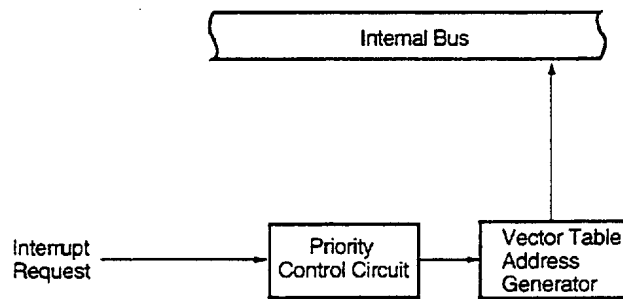 Internal Bus
Interrupt
Request
Priority
Control Circuit
Vector Table
Address
Generator